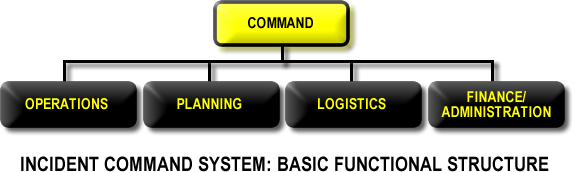 COMMAND
OPERATIONS
PLANNING
LOGISTICS
FINANCE/
ADMINISTRATION
INCIDENT COMMAND SYSTEM: BASIC FUNCTIONAL STRUCTURE